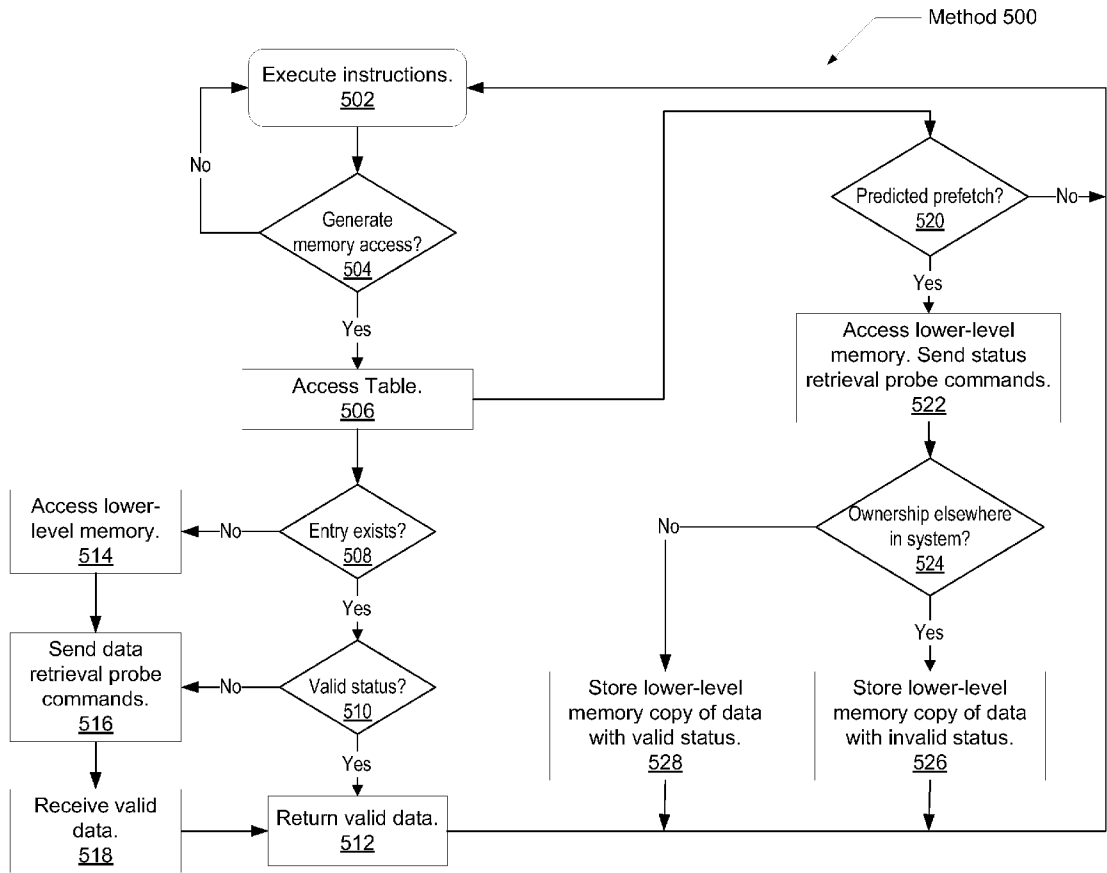 Method 500
Execute instructions.
502
No
Generate
memory access?
504
Yes
Access Table.
506
Entry exists?
508
No
Access lower-
level memory.
514
Yes
Valid status?
510
No
Send data
retrieval probe
commands.
516
Yes
Receive valid
data.
518
Return valid data.
512
Predicted prefetch?
520
No
Yes
Access lower-level
memory. Send status
retrieval probe commands.
522
Ownership elsewhere
in system?
524
No
Yes
Store lower-level
memory copy of data
with valid status.
528
Store lower-level
memory copy of data
with invalid status.
526